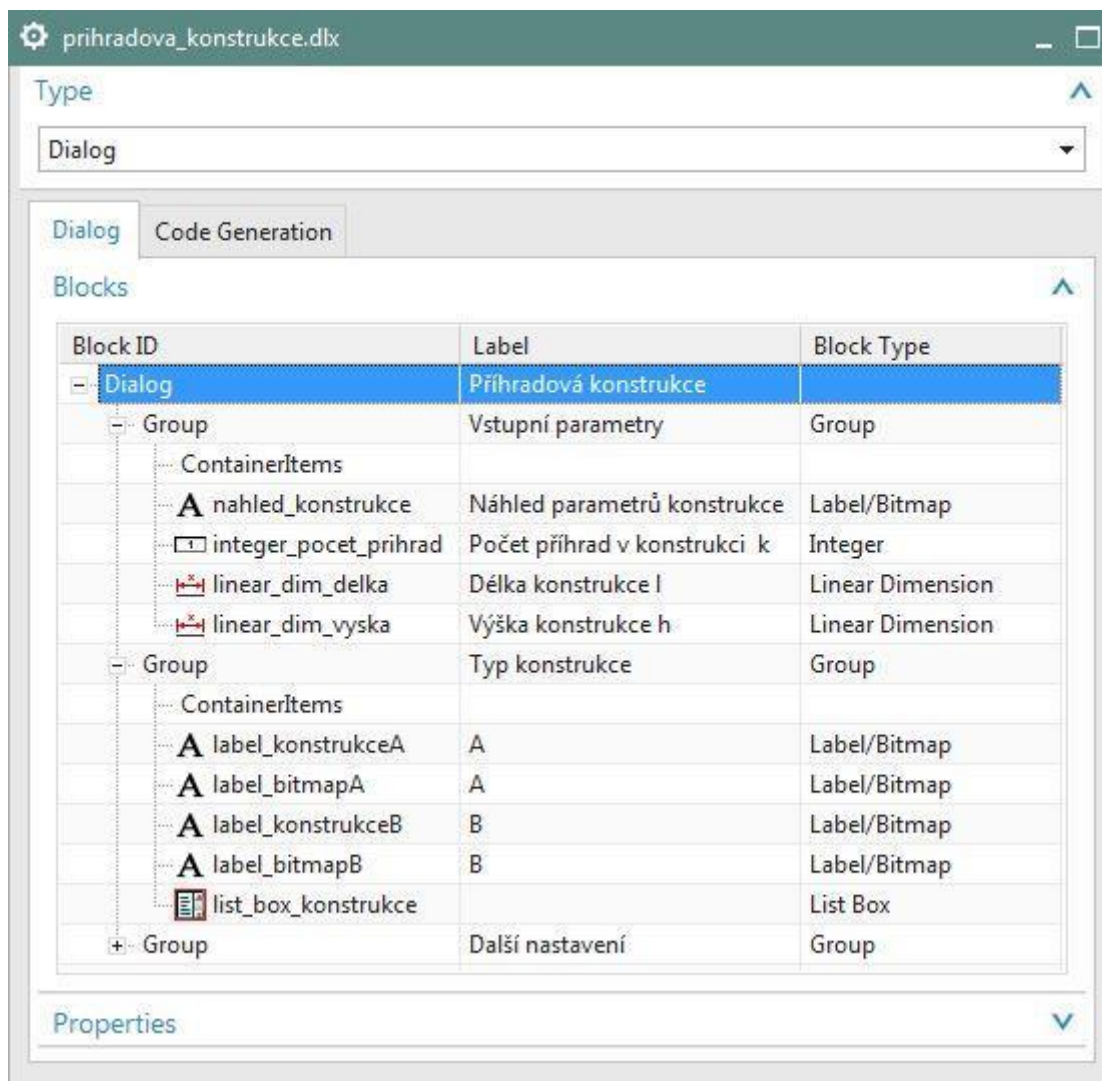 prihradova_konstrukce.dlx
Type
Dialog
Dialog Code Generation
Blocks
Block ID Label Block Type
Dialog Příhradová konstrukce
Group Vstupní parametry Group
ContainerItems
A nahled_konstrukce Náhled parametrů konstrukce Label/Bitmap
1 integer_pocet_prihrad Počet příhrad v konstrukci k Integer
x linear_dim_delka Délka konstrukce l Linear Dimension
x linear_dim_vyska Výška konstrukce h Linear Dimension
Group Typ konstrukce Group
ContainerItems
A label_konstrukceA A Label/Bitmap
A label_bitmapA A Label/Bitmap
A label_konstrukceB B Label/Bitmap
A label_bitmapB B Label/Bitmap
list_box_konstrukce List Box
Group Další nastavení Group
Properties